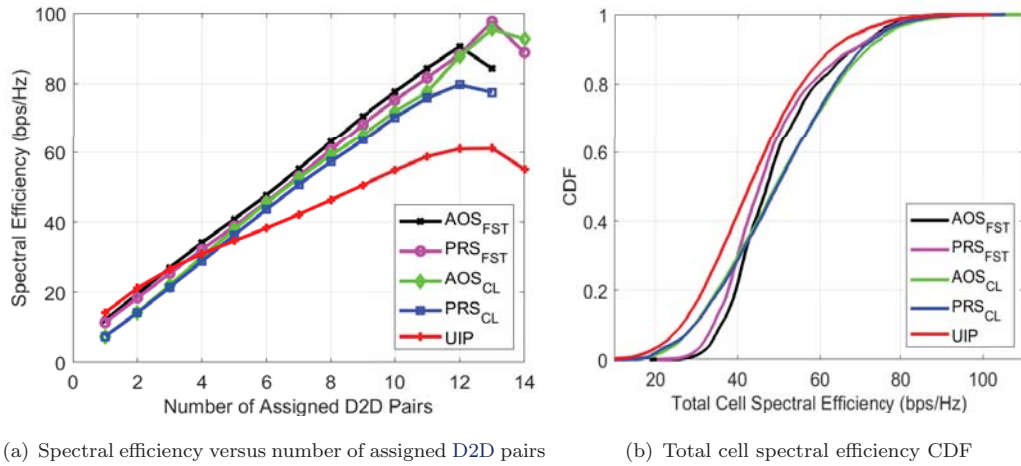 100
80
60
40
20
0
Spectral Efficiency (bps/Hz)
0 2 4 6 8 10 12 14
Number of Assigned D2D Pairs
AOS_FST
PRS_FST
AOS_CL
PRS_CL
UIP
(a) Spectral efficiency versus number of assigned D2D pairs
1
0.8
0.6
0.4
0.2
0
CDF
20 40 60 80 100
Total Cell Spectral Efficiency (bps/Hz)
AOS_FST
PRS_FST
AOS_CL
PRS_CL
UIP
(b) Total cell spectral efficiency CDF